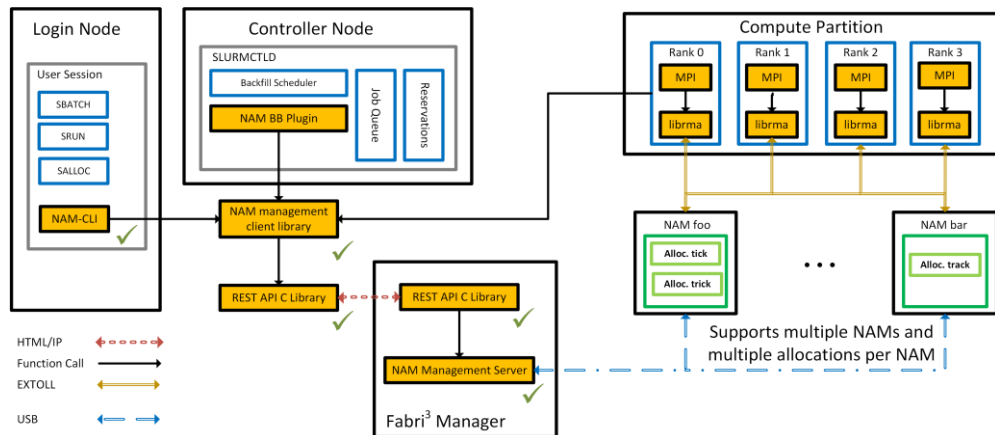 Login Node
User Session
SBATCH
SRUN
SALLOC
NAM-CLI
Controller Node
SLURMCTLD
Backfill Scheduler
NAM BB Plugin
Job Queue
Reservations
NAM management
client library
REST API C Library
REST API C Library
NAM Management Server
Fabri³ Manager
Compute Partition
Rank 0
MPI
librma
Rank 1
MPI
librma
Rank 2
MPI
librma
Rank 3
MPI
librma
NAM foo
Alloc. tick
Alloc. trick
...
NAM bar
Alloc. track
Supports multiple NAMs and
multiple allocations per NAM
HTML/IP
Function Call
EXTOLL
USB